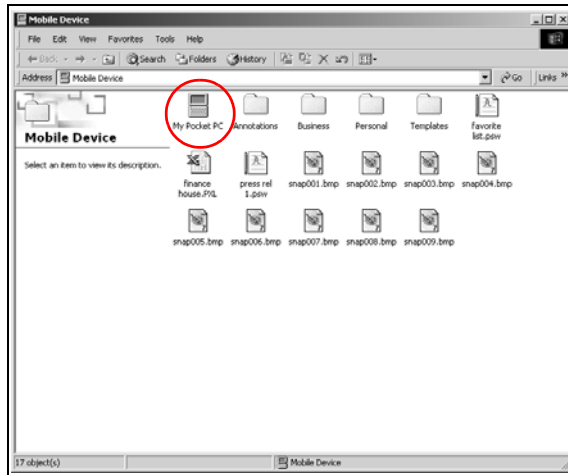 Mobile Device
File Edit View Favorites Tools Help
Back Search Folders History
Address Mobile Device Go Links »
Mobile Device
Select an item to view its description.
My Pocket PC Annotations Business Personal Templates favorite
list.psw
finance press rel snap001.bmp snap002.bmp snap003.bmp snap004.bmp
house.PXL 1.psw
snap005.bmp snap006.bmp snap007.bmp snap008.bmp snap009.bmp
17 object(s) Mobile Device